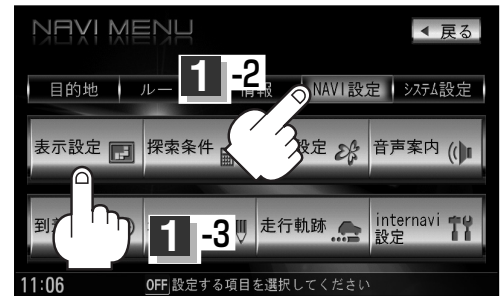 NAVI MENU
戻る
目的地 ルー 情報 NAVI設定 システム設定
1-2
表示設定 探索条件 設定 音声案内
到
1-3
走行軌跡 internavi
設定
11:06 OFF 設定する項目を選択してください